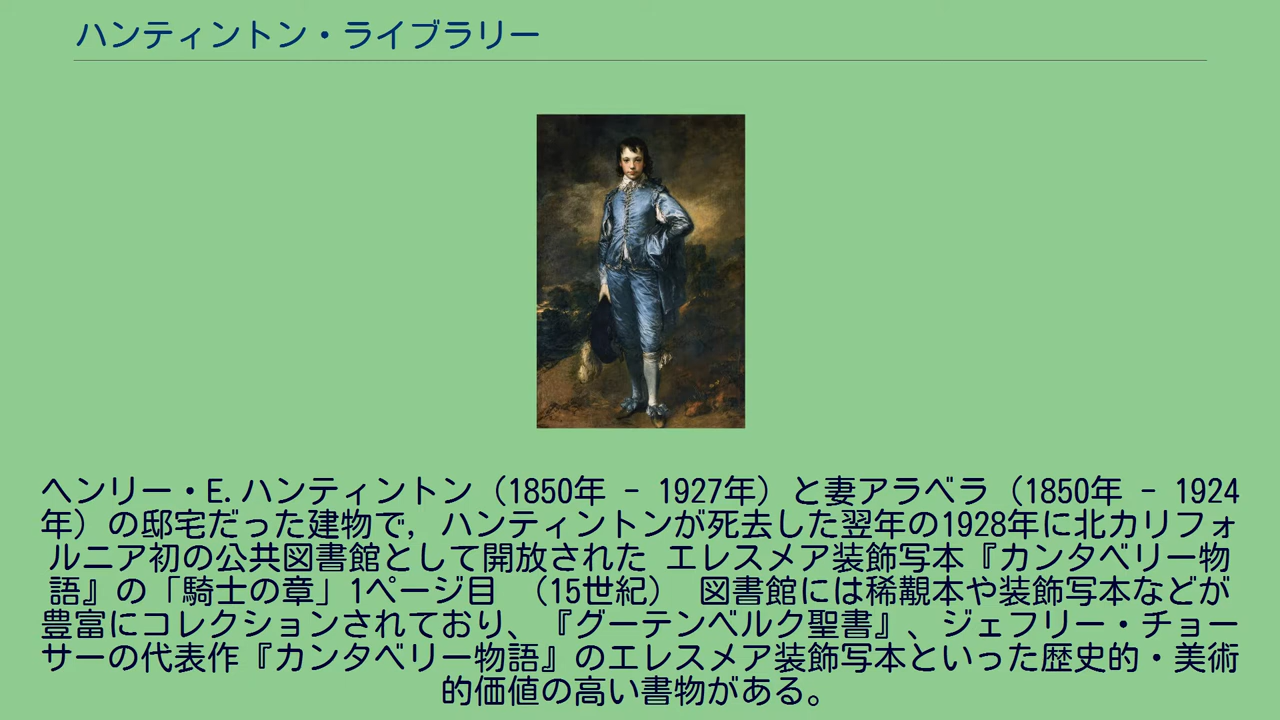 ハンティントン・ライブラリー
ヘンリー・E.ハンティントン（1850年 - 1927年）と妻アラベラ（1850年 - 1924
年）の邸宅だった建物で, ハンティントンが死去した翌年の1928年に北カリフォ
ルニア初の公共図書館として開放された エレスメア装飾写本『カンタベリー物
語』の「騎士の章」1ページ目 （15世紀） 図書館には稀覯本や装飾写本などが
豊富にコレクションされており、『グーテンベルク聖書』、ジェフリー・チョー
サーの代表作『カンタベリー物語』のエレスメア装飾写本といった歴史的・美術
的価値の高い書物がある。